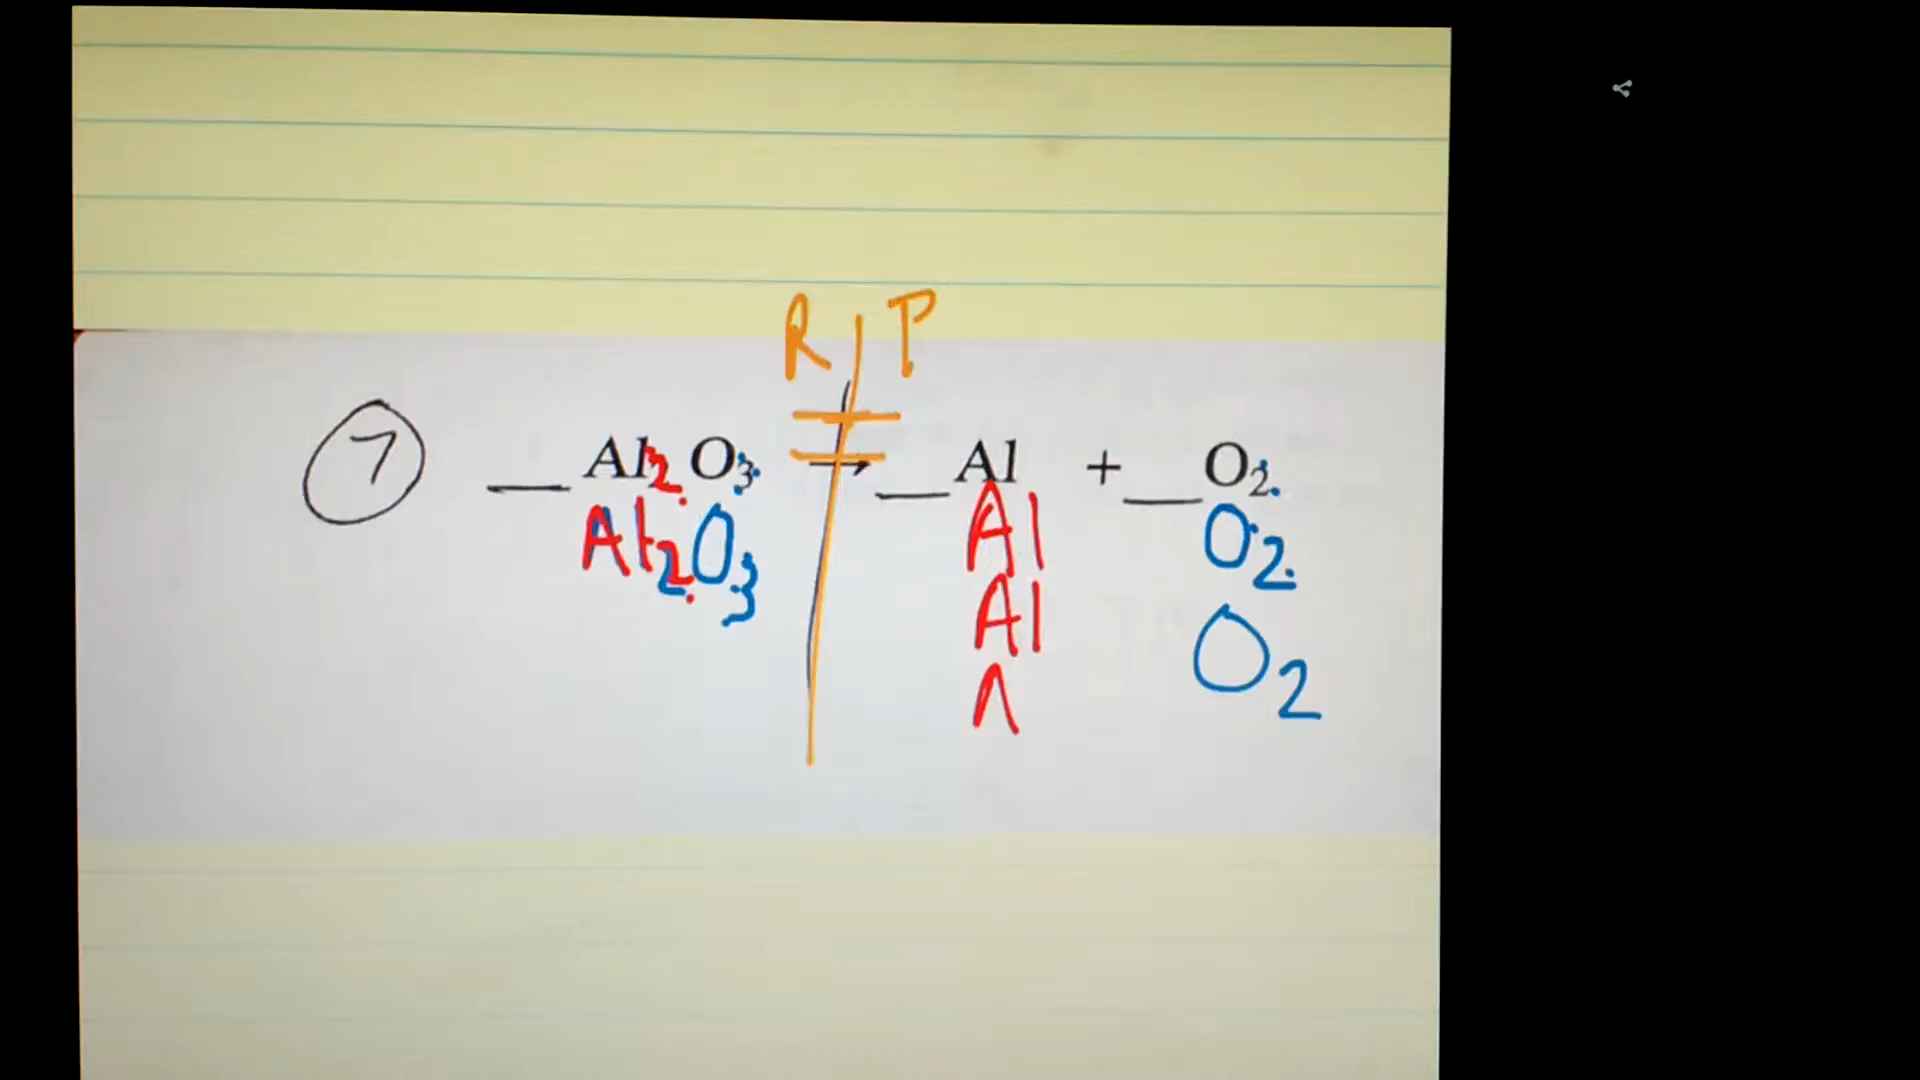 R P
7 __ Al2 O3 → __ Al + __ O2
Al2O3 Al O2
Al O2